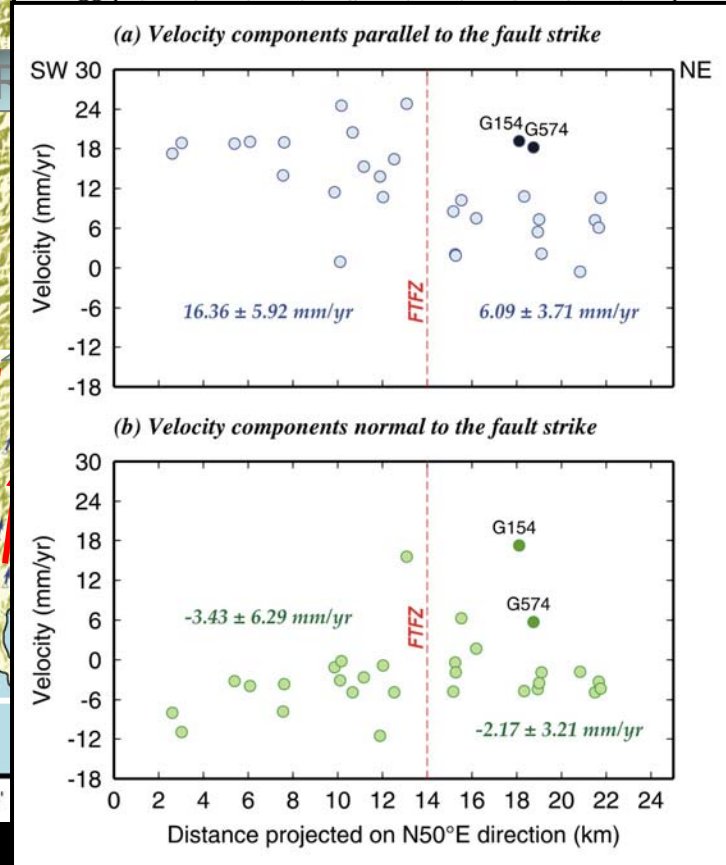 (a) Velocity components parallel to the fault strike
SW
NE
30
24
18
12
6
0
-6
-12
-18
Velocity (mm/yr)
G154
G574
FTFZ
16.36 ± 5.92 mm/yr
6.09 ± 3.71 mm/yr
(b) Velocity components normal to the fault strike
30
24
18
12
6
0
-6
-12
-18
Velocity (mm/yr)
G154
G574
FTFZ
-3.43 ± 6.29 mm/yr
-2.17 ± 3.21 mm/yr
0 2 4 6 8 10 12 14 16 18 20 22 24
Distance projected on N50°E direction (km)